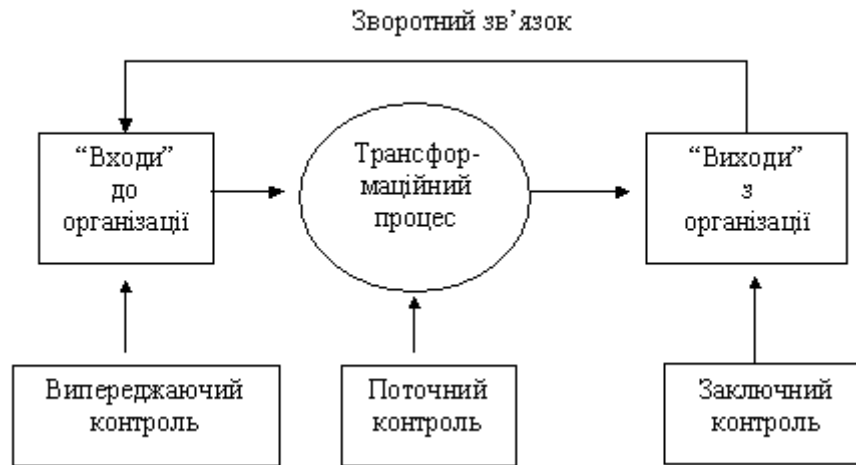 Зворотний зв’язок
“Входи”
до
організації
Трансфор-
маційний
процес
“Виходи”
з
організації
Випереджаючий
контроль
Поточний
контроль
Заключний
контроль